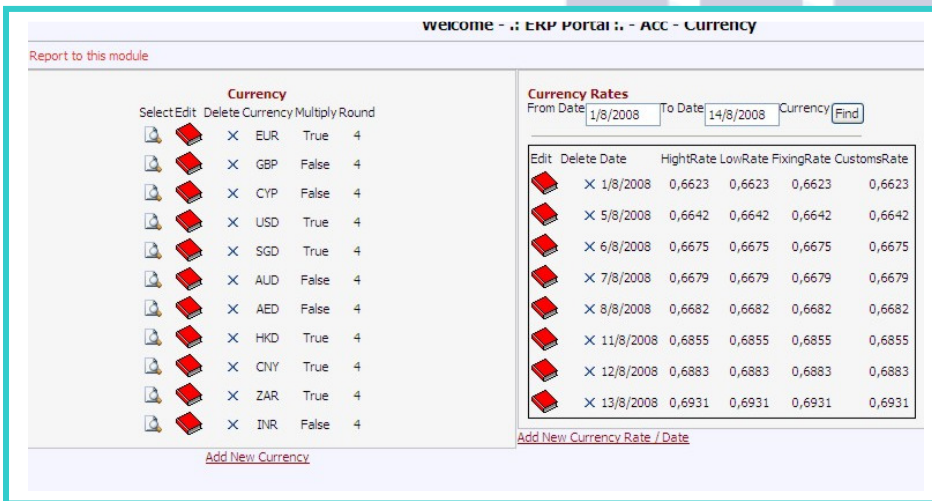 Welcome - .: ERP Portal :. - Acc - Currency
Report to this module
Currency
Select Edit Delete Currency Multiply Round
EUR True 4
GBP False 4
CYP False 4
USD True 4
SGD True 4
AUD False 4
AED False 4
HKD True 4
CNY True 4
ZAR True 4
INR False 4
Add New Currency
Currency Rates
From Date 1/8/2008 To Date 14/8/2008 Currency Find
Edit Delete Date HightRate LowRate FixingRate CustomsRate
1/8/2008 0,6623 0,6623 0,6623 0,6623
5/8/2008 0,6642 0,6642 0,6642 0,6642
6/8/2008 0,6675 0,6675 0,6675 0,6675
7/8/2008 0,6679 0,6679 0,6679 0,6679
8/8/2008 0,6682 0,6682 0,6682 0,6682
11/8/2008 0,6855 0,6855 0,6855 0,6855
12/8/2008 0,6883 0,6883 0,6883 0,6883
13/8/2008 0,6931 0,6931 0,6931 0,6931
Add New Currency Rate / Date